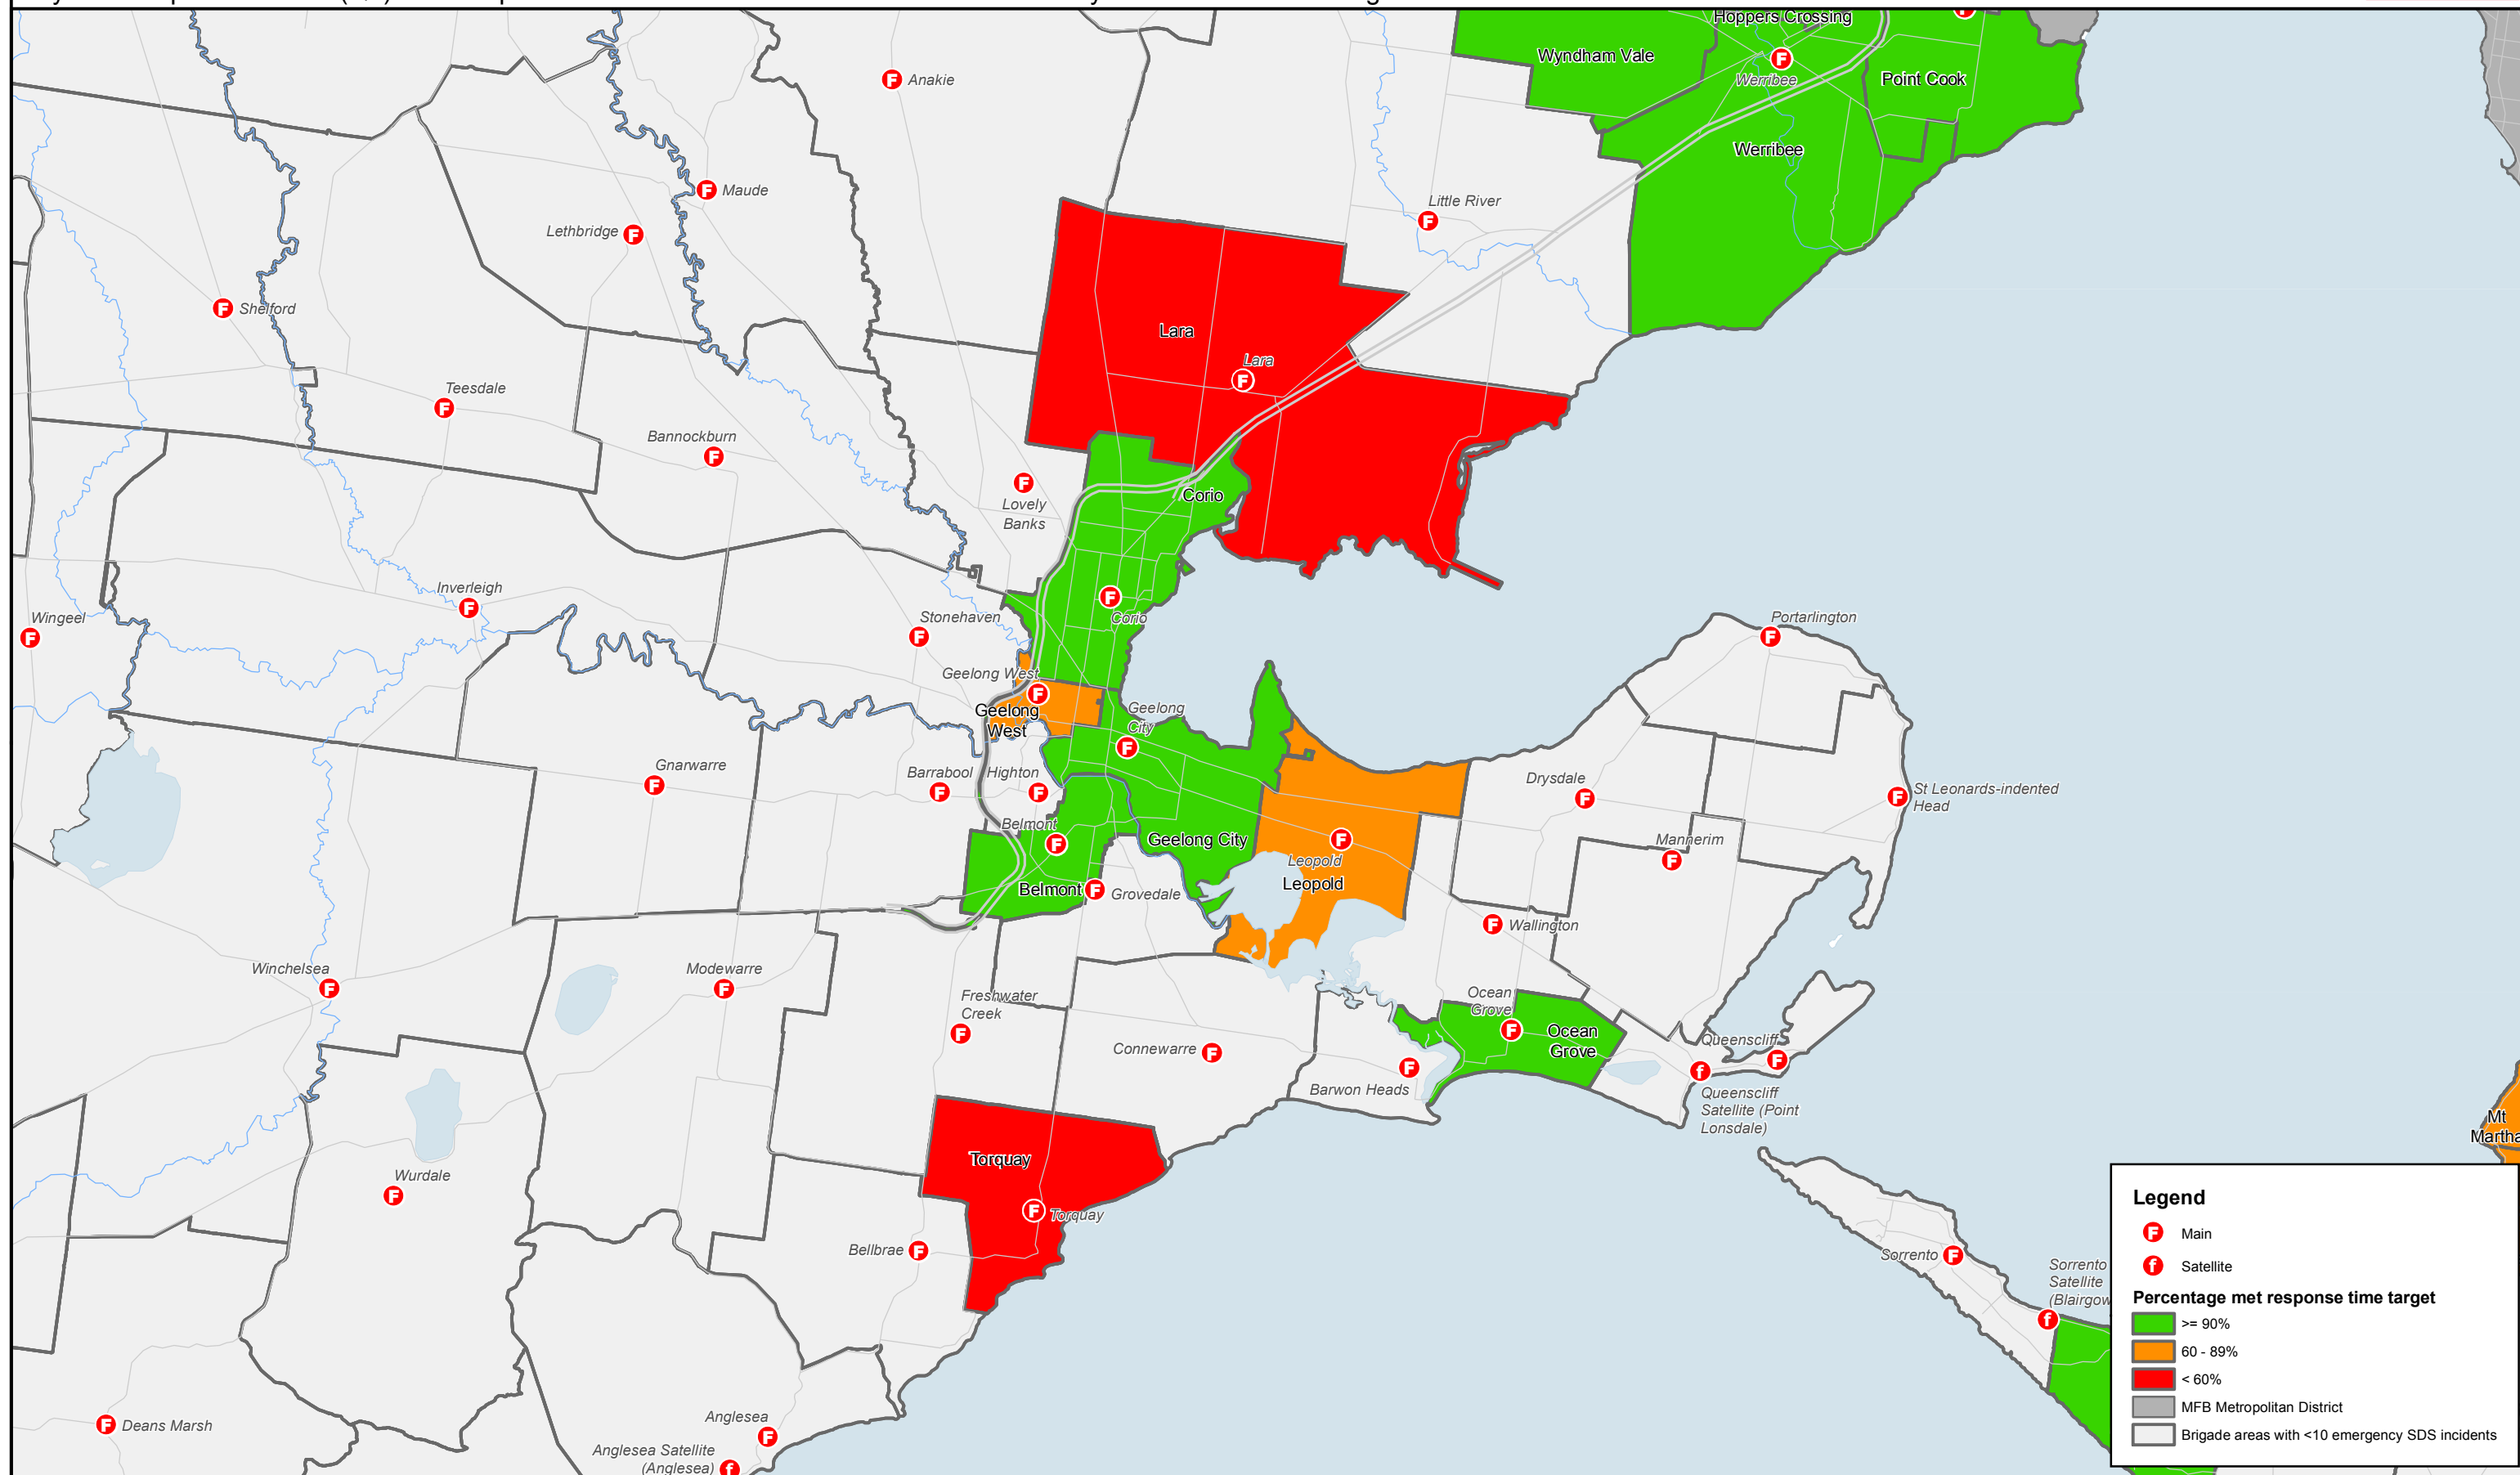 Hoppers Crossing
Wyndham Vale
Werribee
Point Cook
Anakie
Werribee
Maude
Little River
Lethbridge
Shelford
Lara
Lara
Teesdale
Bannockburn
Lovely
Banks
Corio
Inverleigh
Wingeel
Stonehaven
Corio
Portarlington
Geelong West
Geelong
West
Geelong
City
Gnarwarre
Barrabool
Highton
Drysdale
St Leonards-indented
Head
Belmont
Geelong City
Mannerim
Leopold
Leopold
Belmont
Grovedale
Wallington
Winchelsea
Modewarre
Freshwater
Creek
Ocean
Grove
Ocean
Grove
Connewarre
Queenscliff
Barwon Heads
Queenscliff
Satellite (Point
Lonsdale)
Mt
Martha
Torquay
Wurdale
Torquay
Bellbrae
Sorrento
Sorrento
Satellite
(Blairgow
Deans Marsh
Anglesea
Anglesea Satellite
(Anglesea)
Legend
F Main
f Satellite
Percentage met response time target
>= 90%
60 - 89%
< 60%
MFB Metropolitan District
Brigade areas with <10 emergency SDS incidents